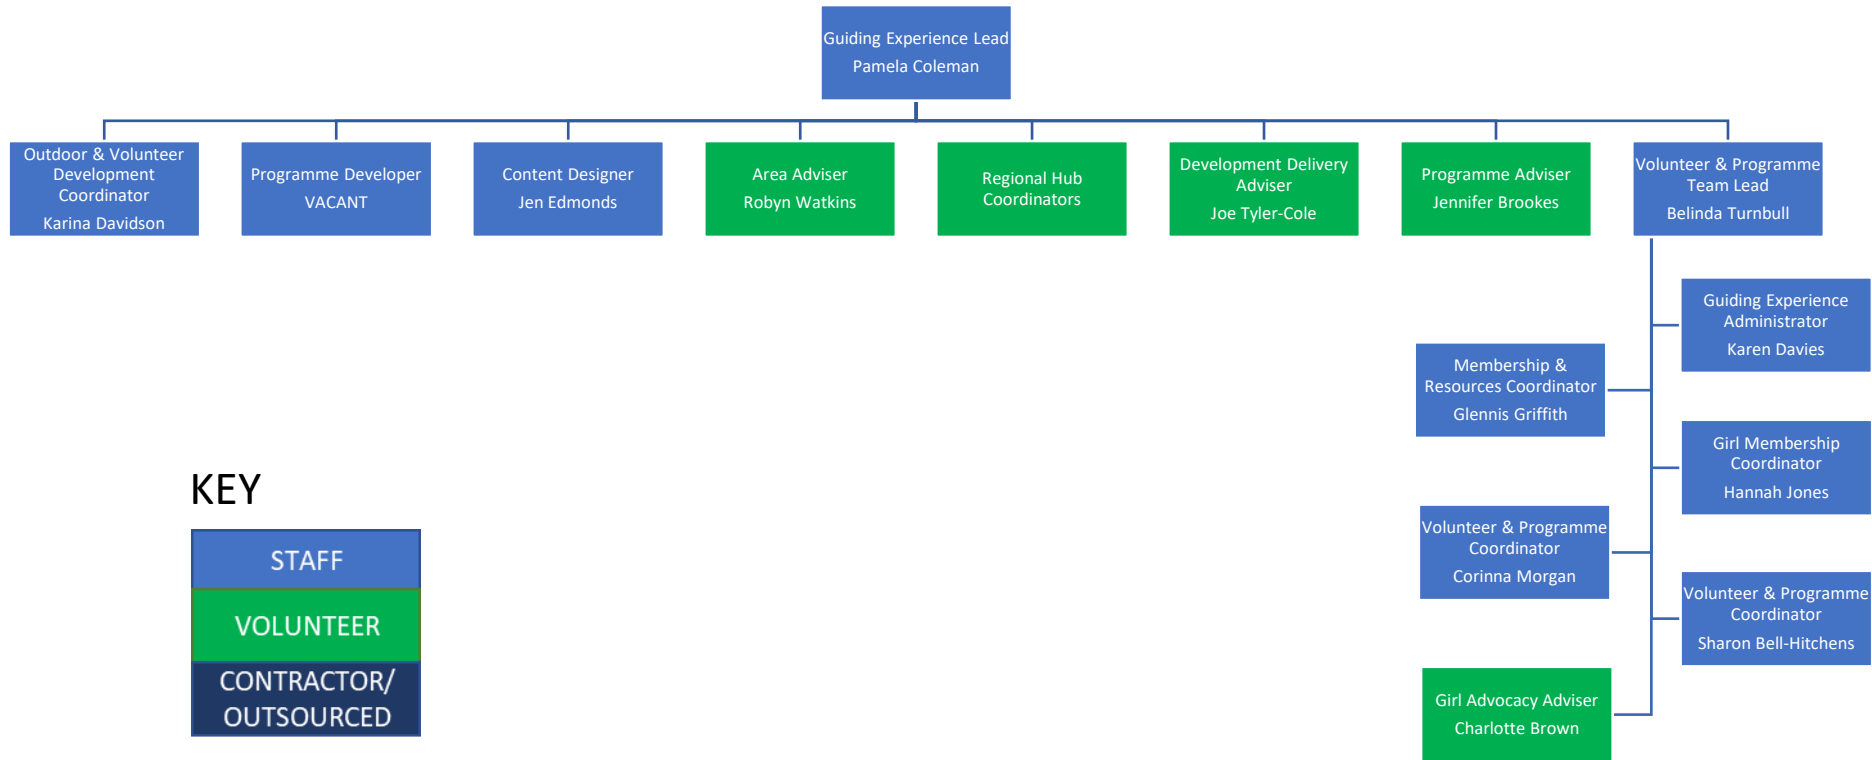 Guiding Experience Lead
Pamela Coleman
Outdoor & Volunteer
Development
Coordinator
Karina Davidson
Programme Developer
VACANT
Content Designer
Jen Edmonds
Area Adviser
Robyn Watkins
Regional Hub
Coordinators
Development Delivery
Adviser
Joe Tyler-Cole
Programme Adviser
Jennifer Brookes
Volunteer & Programme
Team Lead
Belinda Turnbull
Guiding Experience
Administrator
Karen Davies
Membership &
Resources Coordinator
Glennis Griffith
Girl Membership
Coordinator
Hannah Jones
Volunteer & Programme
Coordinator
Corinna Morgan
Volunteer & Programme
Coordinator
Sharon Bell-Hitchens
Girl Advocacy Adviser
Charlotte Brown
KEY
STAFF
VOLUNTEER
CONTRACTOR/
OUTSOURCED